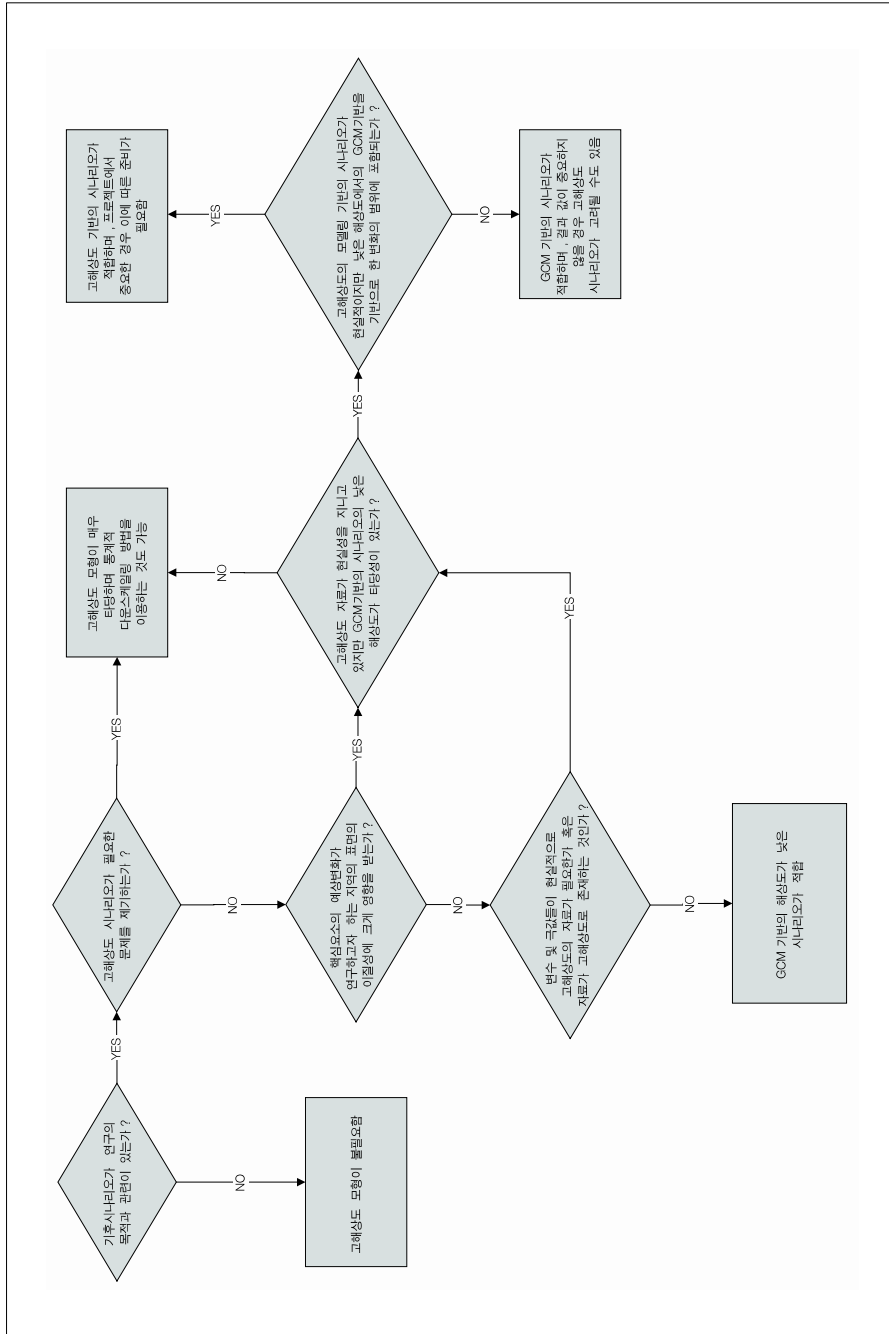 기후시나리오가 연구의
목적과 관련이 있는가 ?
YES
NO
고해상도 모형이 불필요함
고해상도 시나리오가 필요한
문제를 제기하는가 ?
YES
NO
고해상도 모형이 매우
타당하며 통계적
다운스케일링 방법을
이용하는 것도 가능
핵심요소의 예상변화가
연구하고자 하는 지역의 표면의
이질성에 크게 영향을 받는가 ?
YES
NO
변수 및 극값들이 현실적으로
고해상도의 자료가 필요한가 혹은
자료가 고해상도로 존재하는 것인가 ?
YES
NO
GCM 기반의 해상도가 낮은
시나리오가 적합
고해상도 자료가 현실성을 지니고
있지만 GCM기반의 시나리오의 낮은
해상도가 타당성이 있는가 ?
NO
YES
고해상도의 모델링 기반의 시나리오가
현실적이지만 낮은 해상도에서의 GCM기반을
기반으로 한 변화의 범위에 포함되는가 ?
YES
NO
고해상도 기반의 시나리오가
적합하며 , 프로젝트에서
중요한 경우 이에 따른 준비가
필요함
GCM 기반의 시나리오가
적합하며 , 결과 값이 중요하지
않을 경우 고해상도
시나리오가 고려될 수도 있음